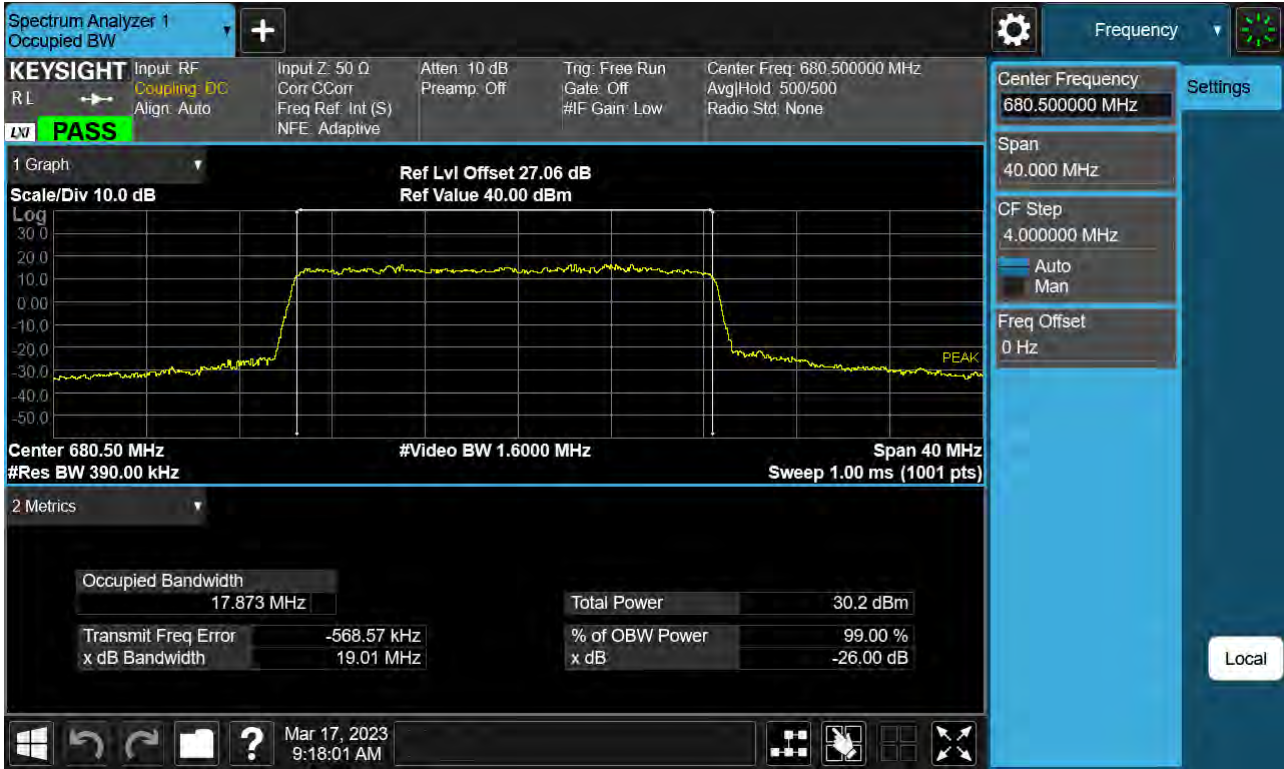 Spectrum Analyzer 1
Occupied BW
Frequency
KEYSIGHT
RL
LXI
PASS
Input: RF
Coupling: DC
Align: Auto
Input Z: 50 Ω
Corr CCorr
Freq Ref: Int (S)
NFE: Adaptive
Atten: 10 dB
Preamp: Off
Trig: Free Run
Gate: Off
#IF Gain: Low
Center Freq: 680.500000 MHz
Avg|Hold: 500/500
Radio Std: None
1 Graph
Scale/Div 10.0 dB
Ref Lvl Offset 27.06 dB
Ref Value 40.00 dBm
Log
30.0
20.0
10.0
0.00
-10.0
-20.0
-30.0
-40.0
-50.0
PEAK
Center 680.50 MHz
#Video BW 1.6000 MHz
Span 40 MHz
#Res BW 390.00 kHz
Sweep 1.00 ms (1001 pts)
2 Metrics
Occupied Bandwidth
17.873 MHz
Total Power 30.2 dBm
Transmit Freq Error -568.57 kHz
% of OBW Power 99.00 %
x dB Bandwidth 19.01 MHz
x dB -26.00 dB
?
Mar 17, 2023
9:18:01 AM
Center Frequency
680.500000 MHz
Settings
Span
40.000 MHz
CF Step
4.000000 MHz
Auto
Man
Freq Offset
0 Hz
Local